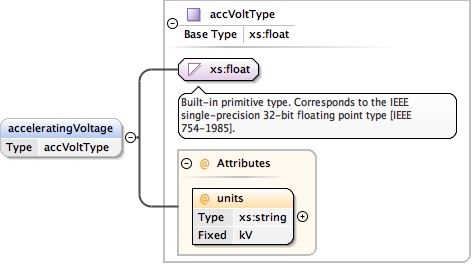 accVoltType
Base Type xs:float
xs:float
Built-in primitive type. Corresponds to the IEEE
single-precision 32-bit floating point type [IEEE
754-1985].
acceleratingVoltage
Type accVoltType
@ Attributes
@ units
Type xs:string
Fixed kV